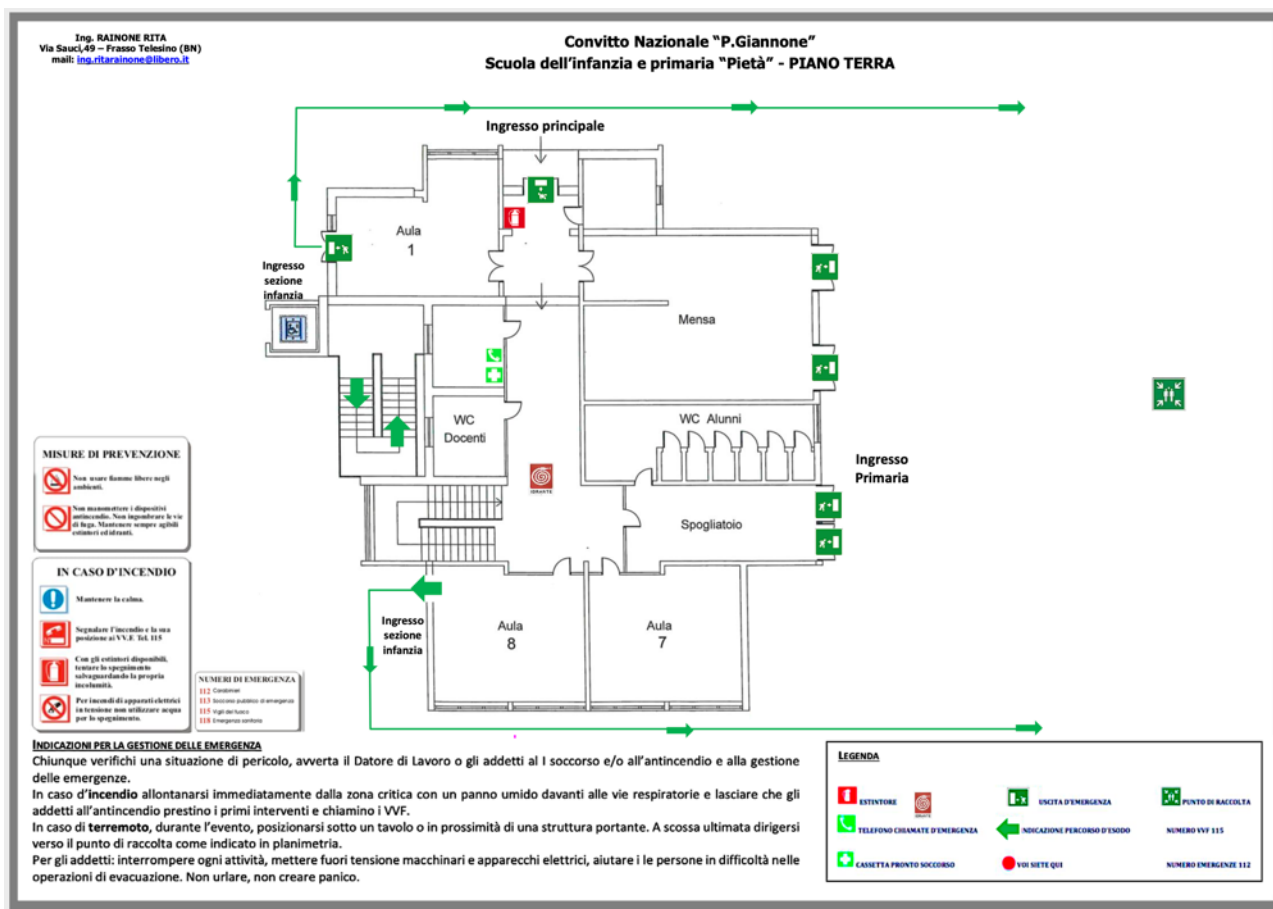 Ing. RAINONE RITA
Via Sauci,49 – Frasso Telesino (BN)
mail: ing.ritarainone@libero.it
Convitto Nazionale “P.Giannone”
Scuola dell’infanzia e primaria “Pietà” - PIANO TERRA
Ingresso principale
Aula
1
Ingresso
sezione
infanzia
Mensa
WC
Docenti
WC Alunni
Ingresso
Primaria
IDRANTE
Spogliatoio
Ingresso
sezione
infanzia
Aula
8
Aula
7
MISURE DI PREVENZIONE
Non usare fiamme libere negli
ambienti.
Non manomettere i dispositivi
antincendio. Non ingombrare le vie
di fuga. Mantenere sempre agibili
estintori ed idranti.
IN CASO D’INCENDIO
Mantenere la calma.
Segnalare l’incendio e la sua
posizione ai VV.F. Tel. 115
Con gli estintori disponibili,
tentare lo spegnimento
salvaguardando la propria
incolumità.
Per incendi di apparati elettrici
in tensione non utilizzare acqua
per lo spegnimento.
NUMERI DI EMERGENZA
112 Carabinieri
113 Soccorso pubblico di emergenza
115 Vigili del fuoco
118 Emergenza sanitaria
INDICAZIONI PER LA GESTIONE DELLE EMERGENZA
Chiunque verifichi una situazione di pericolo, avverta il Datore di Lavoro o gli addetti al I soccorso e/o all’antincendio e alla gestione
delle emergenze.
In caso d’incendio allontanarsi immediatamente dalla zona critica con un panno umido davanti alle vie respiratorie e lasciare che gli
addetti all’antincendio prestino i primi interventi e chiamino i VVF.
In caso di terremoto, durante l’evento, posizionarsi sotto un tavolo o in prossimità di una struttura portante. A scossa ultimata dirigersi
verso il punto di raccolta come indicato in planimetria.
Per gli addetti: interrompere ogni attività, mettere fuori tensione macchinari e apparecchi elettrici, aiutare i le persone in difficoltà nelle
operazioni di evacuazione. Non urlare, non creare panico.
LEGENDA
ESTINTORE
USCITA D’EMERGENZA
PUNTO DI RACCOLTA
TELEFONO CHIAMATE D’EMERGENZA
INDICAZIONE PERCORSO D’ESODO
NUMERO VVF 115
CASSETTA PRONTO SOCCORSO
VOI SIETE QUI
NUMERO EMERGENZE 112